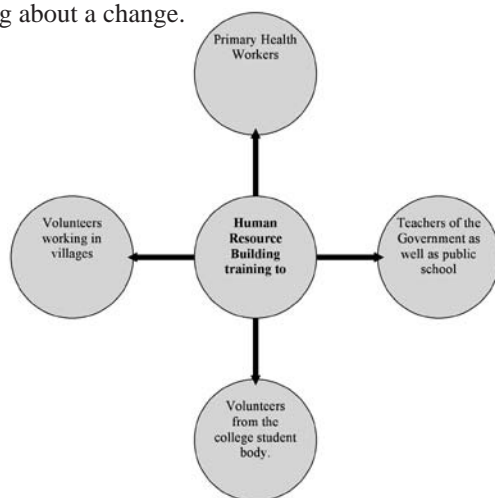 g about a change.
Primary Health
Workers
Volunteers
working in
villages
Human
Resource
Building
training to
Teachers of the
Government as
well as public
school
Volunteers
from the
college student
body.